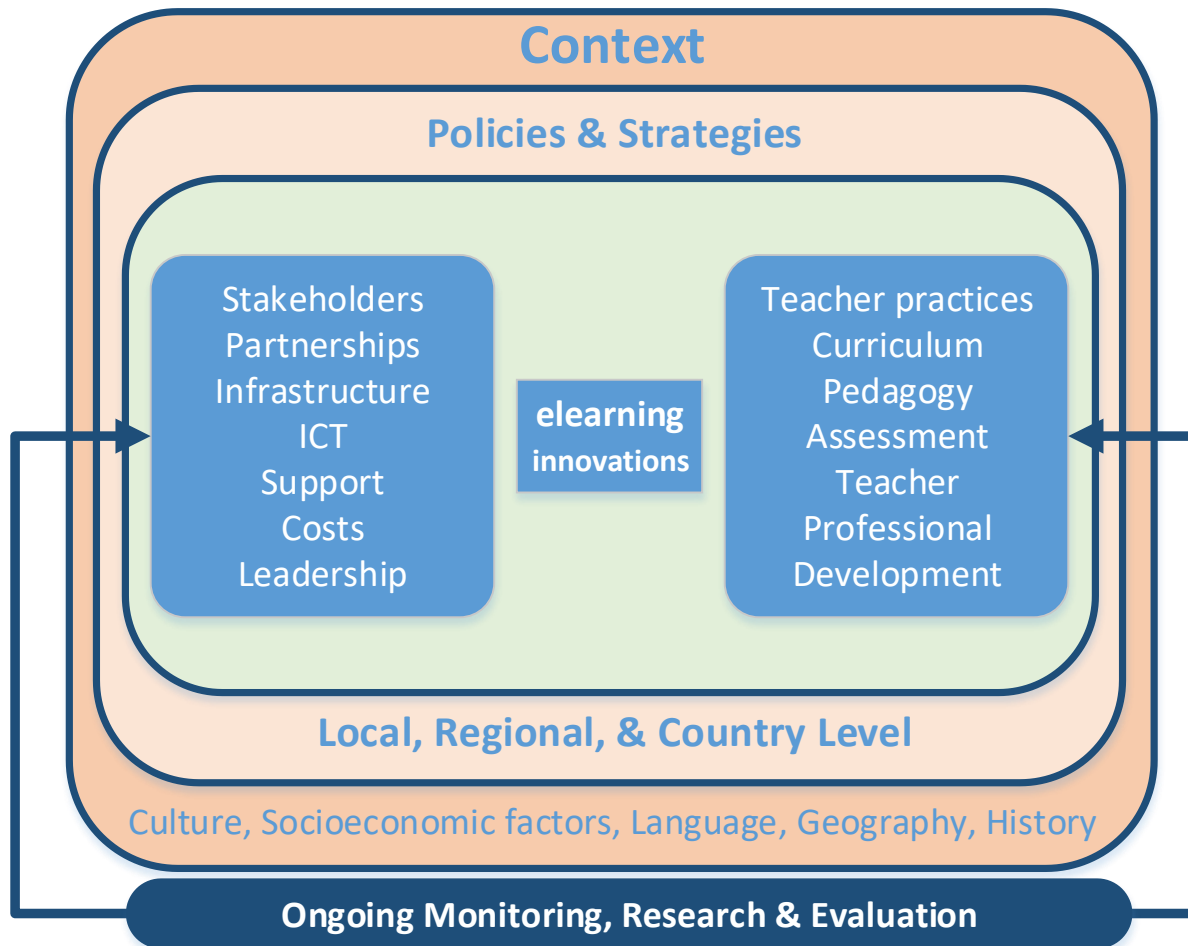 Context
Policies & Strategies
Stakeholders
Partnerships
Infrastructure
ICT
Support
Costs
Leadership
elearning
innovations
Teacher practices
Curriculum
Pedagogy
Assessment
Teacher
Professional
Development
Local, Regional, & Country Level
Culture, Socioeconomic factors, Language, Geography, History
Ongoing Monitoring, Research & Evaluation